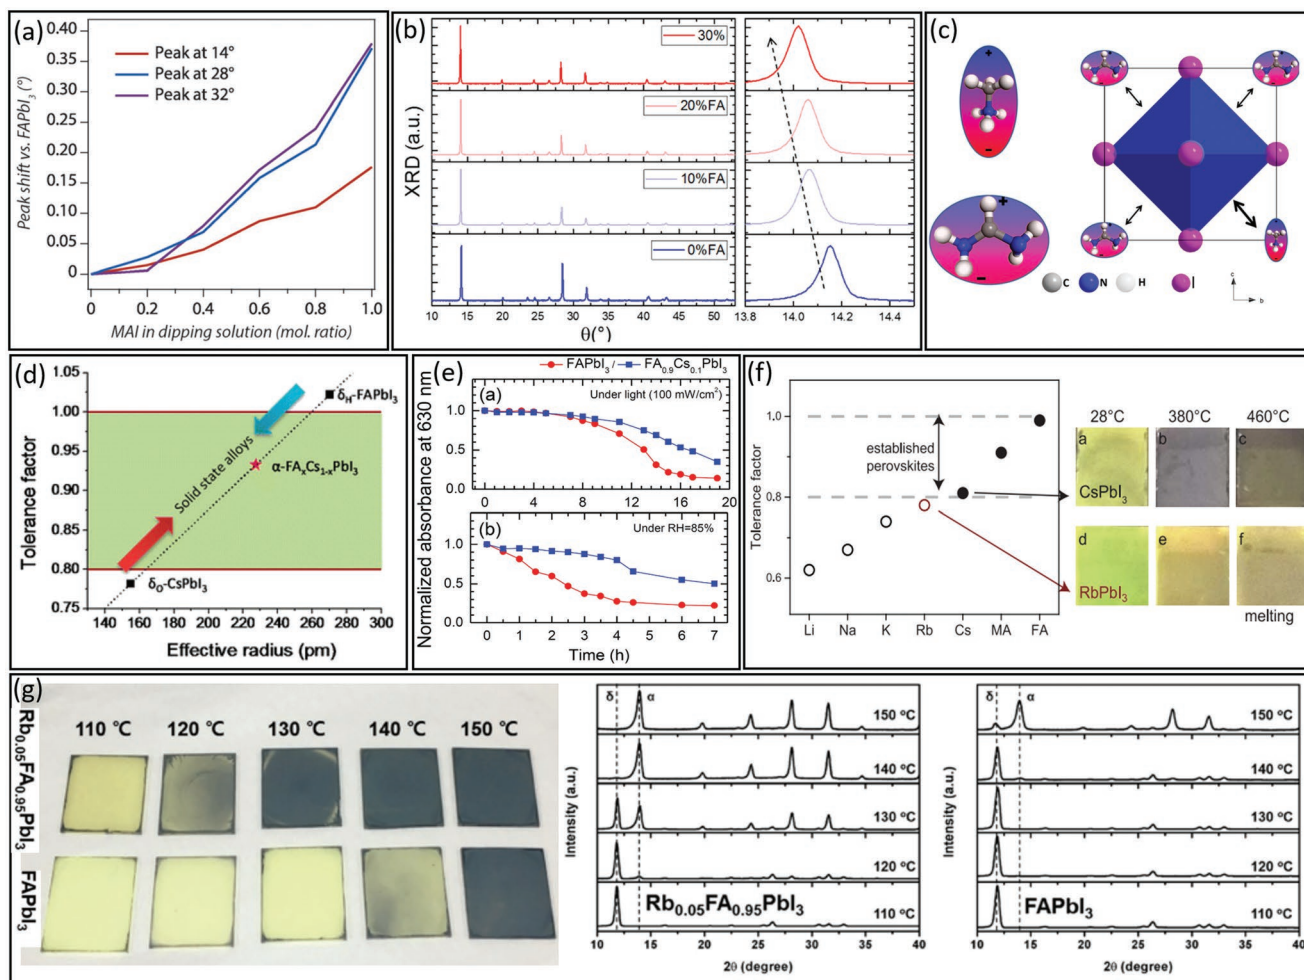 (a)
0.40
0.35
0.30
0.25
0.20
0.15
0.10
0.05
0
Peak shift vs. FAPbI3 (°)
Peak at 14°
Peak at 28°
Peak at 32°
0 0.2 0.4 0.6 0.8 1.0
MAI in dipping solution (mol. ratio)
(b)
XRD (a.u.)
30%
20%FA
10%FA
0%FA
10 15 20 25 30 35 40 45 50
13.8 14.0 14.2 14.4
θ(°)
(c)
+
-
+
-
C N H I
c
b
(d)
1.05
1.00
0.95
0.90
0.85
0.80
0.75
Tolerance factor
δH-FAPbI3
α-FAxCs1-xPbI3
Solid state alloys
δO-CsPbI3
140 160 180 200 220 240 260 280 300
Effective radius (pm)
(e)
FAPbI3 / FA0.9Cs0.1PbI3
Normalized absorbance at 630 nm
(a)
Under light (100 mW/cm2)
1.0
0.5
0.0
0 4 8 12 16 20
(b)
Under RH=85%
1.0
0.5
0.0
0 1 2 3 4 5 6 7
Time (h)
(f)
Tolerance factor
1.0
0.8
0.6
established
perovskites
Li Na K Rb Cs MA FA
28°C 380°C 460°C
a b c
CsPbI3
d e f
RbPbI3
melting
(g)
110 °C 120 °C 130 °C 140 °C 150 °C
Rb0.05FA0.95PbI3
FAPbI3
δ α
150 °C
140 °C
130 °C
120 °C
110 °C
Rb0.05FA0.95PbI3
Intensity (a.u.)
10 15 20 25 30 35 40
2θ (degree)
δ α
150 °C
140 °C
130 °C
120 °C
110 °C
FAPbI3
Intensity (a.u.)
10 15 20 25 30 35 40
2θ (degree)